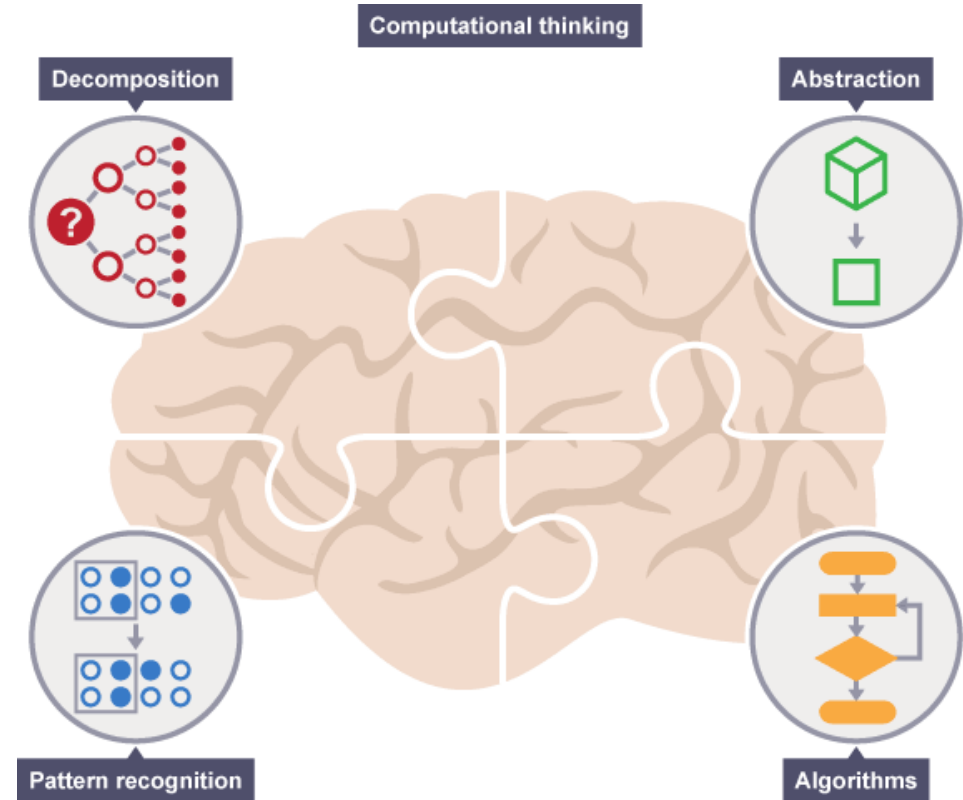 Computational thinking
Decomposition
Abstraction
?
Pattern recognition
Algorithms